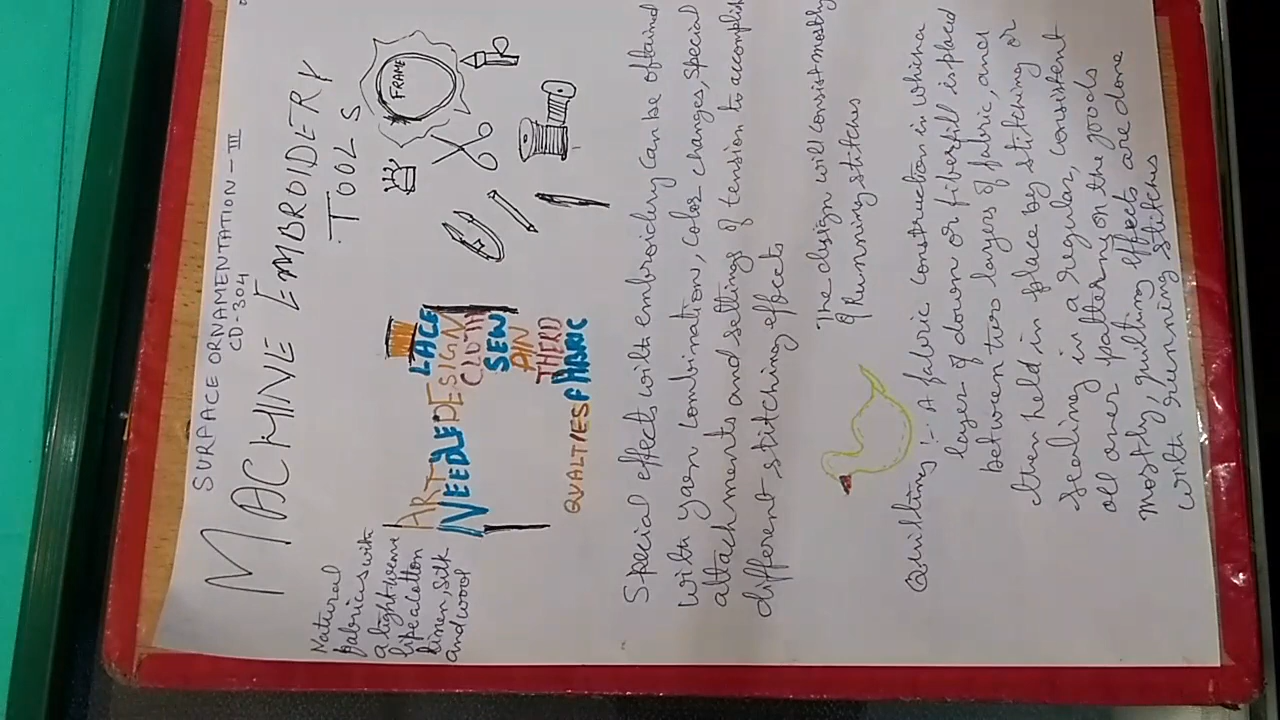 SURFACE ORNAMENTATION - III
CD-304
MACHINE EMBROIDERY
TOOLS
FRAME
Natural
fabrics with
a light weave
like cotton
linen, silk
and wool
ART
NEEDLE
LACE
DESIGN
CLOTH
SEW
AN
THERD
QUALTIES
FABRIC
Special effects with embroidery can be obtained
with yarn combination, color changes, special
attachments and settings of tension to accomplish
different stitching effects
The design will consist mostly
of running stitches
Quilting :- A fabric construction in which a
layer of down or fiberfill is placed
between two layers of fabric, and
then held in place by stitching or
sealing in a regular, consistent
all over pattern on the goods
Mostly, quilting effects are done
with running stitches